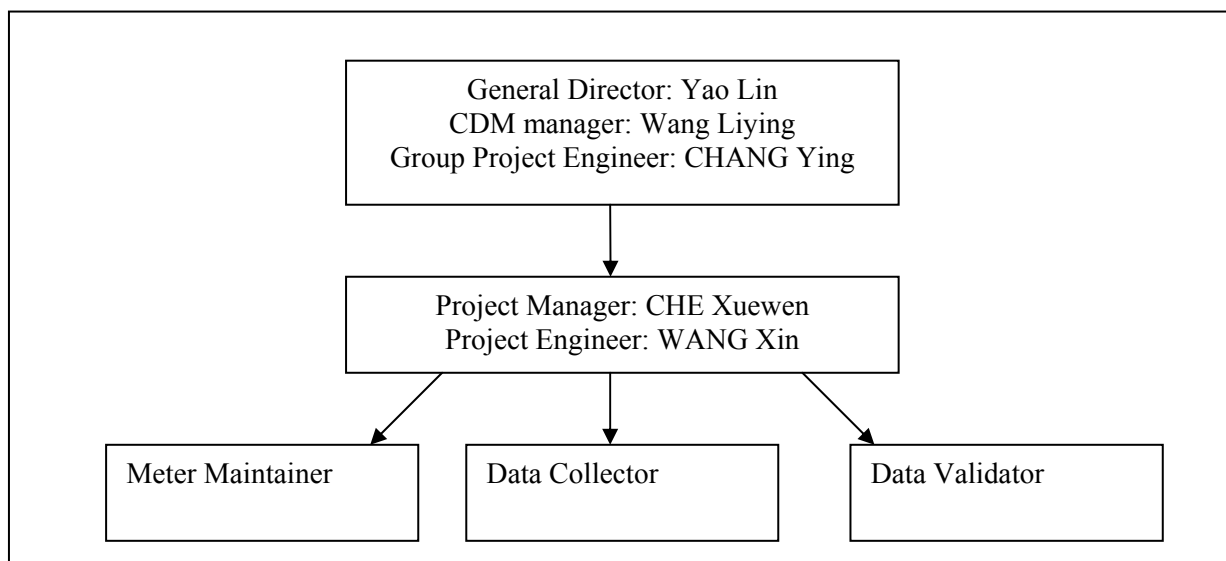 General Director: Yao Lin
CDM manager: Wang Liying
Group Project Engineer: CHANG Ying
Project Manager: CHE Xuewen
Project Engineer: WANG Xin
Meter Maintainer
Data Collector
Data Validator